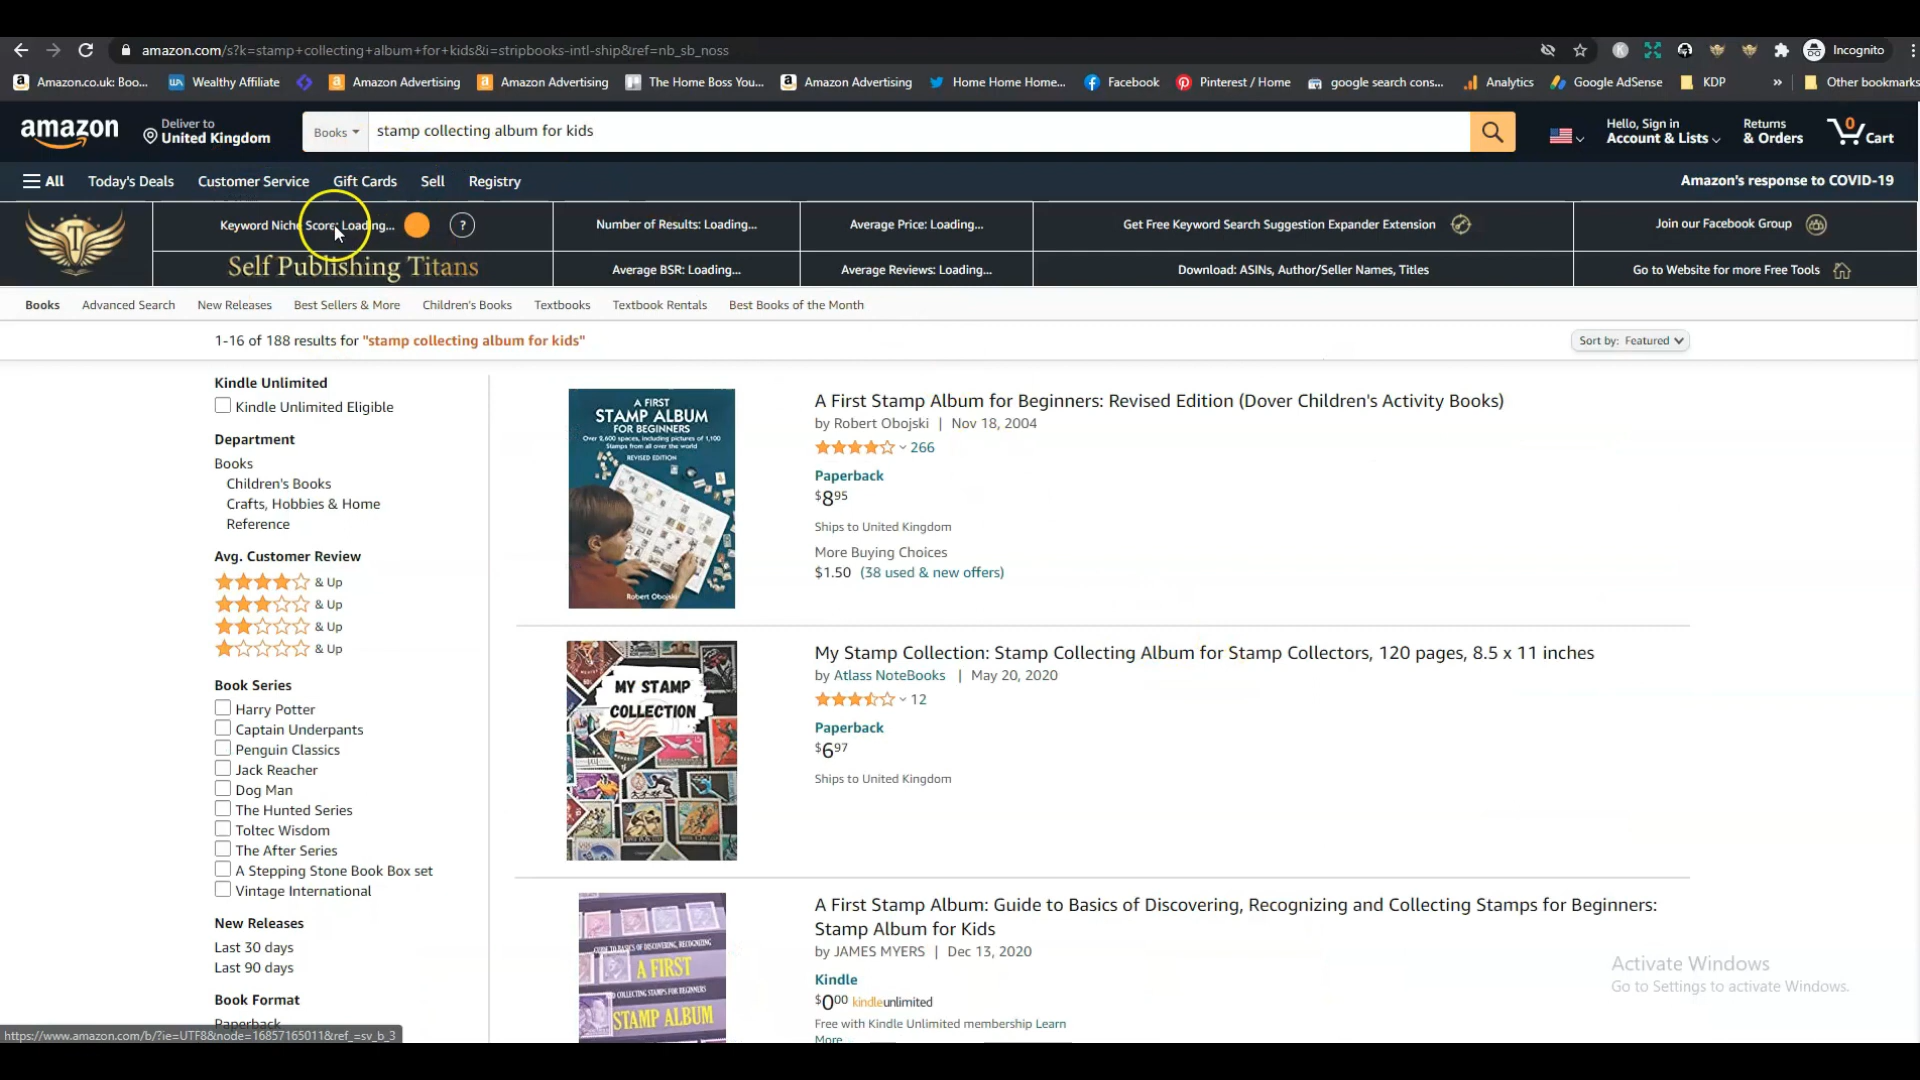 amazon.com/s?k=stamp+collecting+album+for+kids&i=stripbooks-intl-ship&ref=nb_sb_noss
Incognito
Amazon.co.uk: Boo...
Wealthy Affiliate
Amazon Advertising
Amazon Advertising
The Home Boss You...
Amazon Advertising
Home Home Home...
Facebook
Pinterest / Home
google search cons...
Analytics
Google AdSense
KDP
»
Other bookmarks
amazon
Deliver to
United Kingdom
Books
stamp collecting album for kids
Hello, Sign in
Account & Lists
Returns
& Orders
0
Cart
All
Today's Deals
Customer Service
Gift Cards
Sell
Registry
Amazon's response to COVID-19
T
Keyword Niche Score: Loading...
?
Number of Results: Loading...
Average Price: Loading...
Get Free Keyword Search Suggestion Expander Extension
Join our Facebook Group
Self Publishing Titans
Average BSR: Loading...
Average Reviews: Loading...
Download: ASINs, Author/Seller Names, Titles
Go to Website for more Free Tools
Books
Advanced Search
New Releases
Best Sellers & More
Children's Books
Textbooks
Textbook Rentals
Best Books of the Month
1-16 of 188 results for "stamp collecting album for kids"
Sort by: Featured
Kindle Unlimited
Kindle Unlimited Eligible
Department
Books
Children's Books
Crafts, Hobbies & Home
Reference
Avg. Customer Review
& Up
& Up
& Up
& Up
Book Series
Harry Potter
Captain Underpants
Penguin Classics
Jack Reacher
Dog Man
The Hunted Series
Toltec Wisdom
The After Series
A Stepping Stone Book Box set
Vintage International
New Releases
Last 30 days
Last 90 days
Book Format
Paperback
https://www.amazon.com/b/?ie=UTF8&node=16857165011&ref_=sv_b_3
A FIRST
STAMP ALBUM
FOR BEGINNERS
Over 2,600 spaces, including pictures of 1,100
Stamps from all over the world
REVISED EDITION
Robert Obojski
A First Stamp Album for Beginners: Revised Edition (Dover Children's Activity Books)
by Robert Obojski | Nov 18, 2004
266
Paperback
$8.95
Ships to United Kingdom
More Buying Choices
$1.50 (38 used & new offers)
MY STAMP
COLLECTION
My Stamp Collection: Stamp Collecting Album for Stamp Collectors, 120 pages, 8.5 x 11 inches
by Atlass NoteBooks | May 20, 2020
12
Paperback
$6.97
Ships to United Kingdom
GUIDE TO BASICS OF DISCOVERING, RECOGNIZING
A FIRST
AND COLLECTING STAMPS FOR BEGINNERS
STAMP ALBUM
A First Stamp Album: Guide to Basics of Discovering, Recognizing and Collecting Stamps for Beginners:
Stamp Album for Kids
by JAMES MYERS | Dec 13, 2020
Kindle
$0.00 kindleunlimited
Free with Kindle Unlimited membership Learn
More
Activate Windows
Go to Settings to activate Windows.